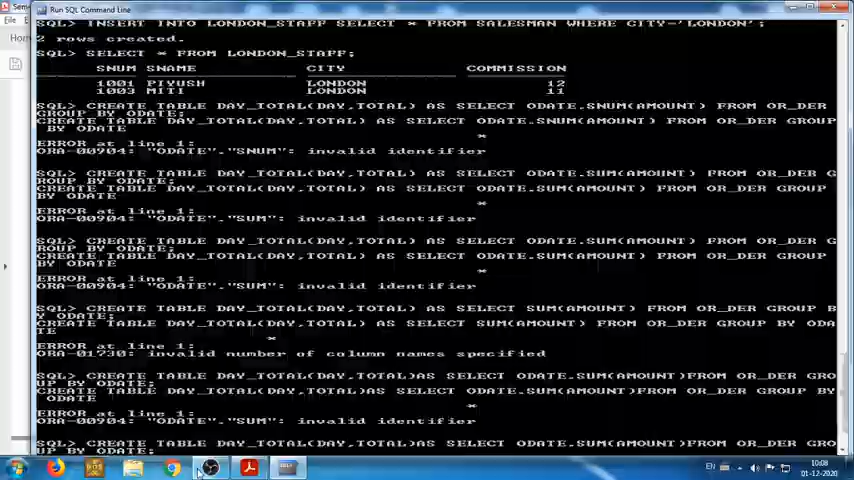 Sem
Run SQL Command Line
File
Hom
SQL> INSERT INTO LONDON_STAFF SELECT * FROM SALESMAN WHERE CITY='LONDON';
2 rows created.
SQL> SELECT * FROM LONDON_STAFF;
SNUM SNAME CITY COMMISSION
1001 PIYUSH LONDON 12
1003 MITI LONDON 11
SQL> CREATE TABLE DAY_TOTAL(DAY,TOTAL) AS SELECT ODATE.SNUM(AMOUNT) FROM OR_DER
GROUP BY ODATE;
CREATE TABLE DAY_TOTAL(DAY,TOTAL) AS SELECT ODATE.SNUM(AMOUNT) FROM OR_DER GROUP
BY ODATE
*
ERROR at line 1:
ORA-00904: "ODATE"."SNUM": invalid identifier
SQL> CREATE TABLE DAY_TOTAL(DAY,TOTAL) AS SELECT ODATE.SUM(AMOUNT) FROM OR_DER G
ROUP BY ODATE;
CREATE TABLE DAY_TOTAL(DAY,TOTAL) AS SELECT ODATE.SUM(AMOUNT) FROM OR_DER GROUP
BY ODATE
*
ERROR at line 1:
ORA-00904: "ODATE"."SUM": invalid identifier
SQL> CREATE TABLE DAY_TOTAL(DAY,TOTAL) AS SELECT ODATE.SUM(AMOUNT) FROM OR_DER G
ROUP BY ODATE;
CREATE TABLE DAY_TOTAL(DAY,TOTAL) AS SELECT ODATE.SUM(AMOUNT) FROM OR_DER GROUP
BY ODATE
*
ERROR at line 1:
ORA-00904: "ODATE"."SUM": invalid identifier
SQL> CREATE TABLE DAY_TOTAL(DAY,TOTAL) AS SELECT SUM(AMOUNT) FROM OR_DER GROUP B
Y ODATE;
CREATE TABLE DAY_TOTAL(DAY,TOTAL) AS SELECT SUM(AMOUNT) FROM OR_DER GROUP BY ODA
TE
*
ERROR at line 1:
ORA-01730: invalid number of column names specified
SQL> CREATE TABLE DAY_TOTAL(DAY,TOTAL)AS SELECT ODATE.SUM(AMOUNT)FROM OR_DER GRO
UP BY ODATE;
CREATE TABLE DAY_TOTAL(DAY,TOTAL)AS SELECT ODATE.SUM(AMOUNT)FROM OR_DER GROUP BY
ODATE
*
ERROR at line 1:
ORA-00904: "ODATE"."SUM": invalid identifier
SQL> CREATE TABLE DAY_TOTAL(DAY,TOTAL)AS SELECT ODATE.SUM(AMOUNT)FROM OR_DER GRO
UP BY ODATE;
EN
10:08
01-12-2020